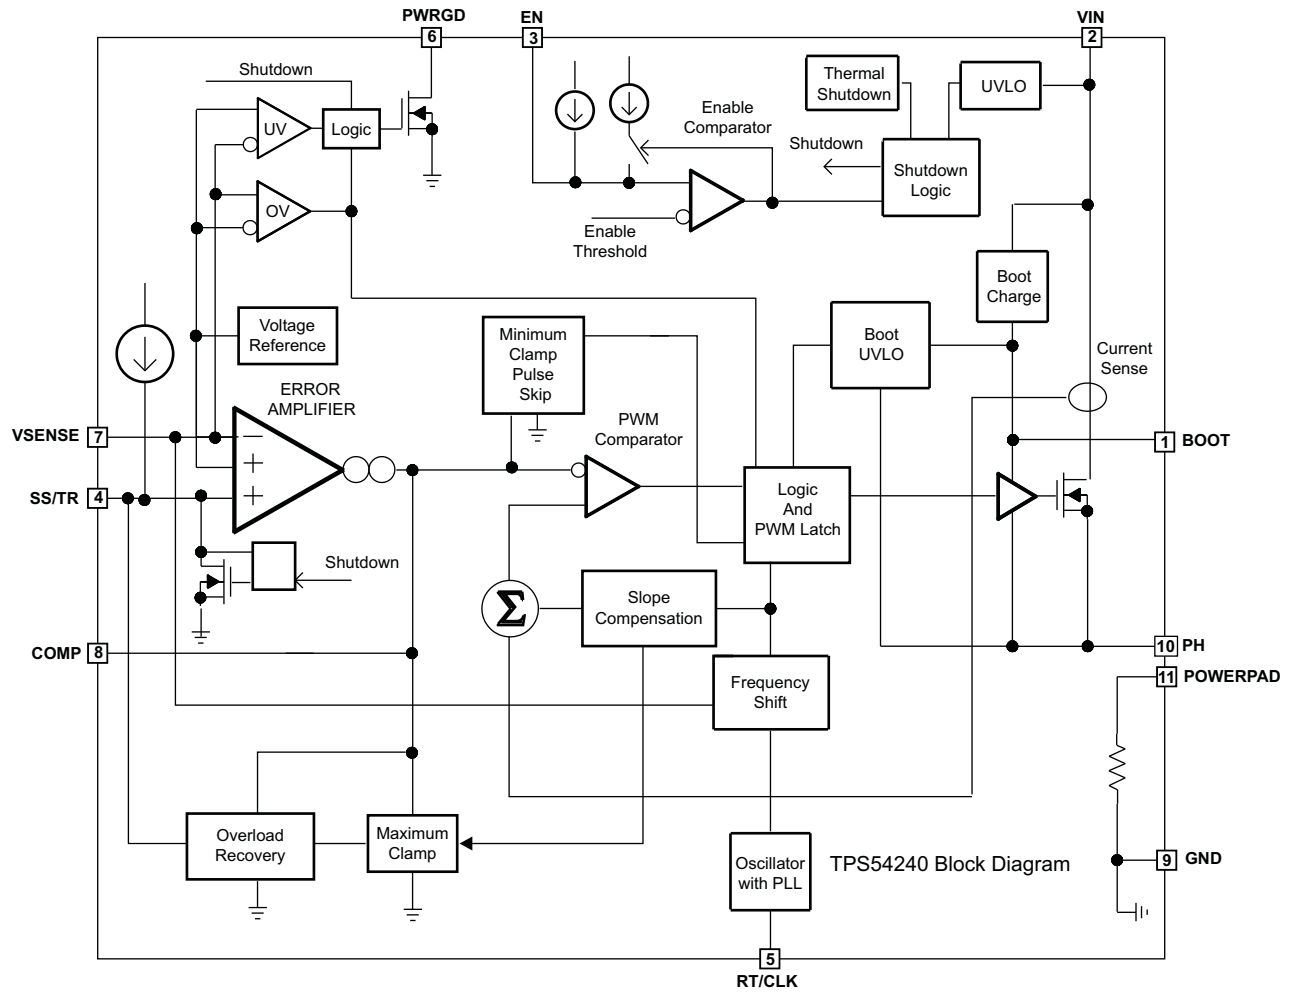 PWRGD
6
EN
3
VIN
2
Shutdown
UV
Logic
OV
Enable
Comparator
Enable
Threshold
Thermal
Shutdown
UVLO
Shutdown
Shutdown
Logic
Boot
Charge
Voltage
Reference
Minimum
Clamp
Pulse
Skip
Boot
UVLO
Current
Sense
ERROR
AMPLIFIER
PWM
Comparator
VSENSE
7
1
BOOT
SS/TR
4
−
+
+
Logic
And
PWM Latch
Shutdown
Σ
Slope
Compensation
COMP
8
10
PH
11
POWERPAD
Frequency
Shift
Overload
Recovery
Maximum
Clamp
Oscillator
with PLL
TPS54240 Block Diagram
9
GND
5
RT/CLK